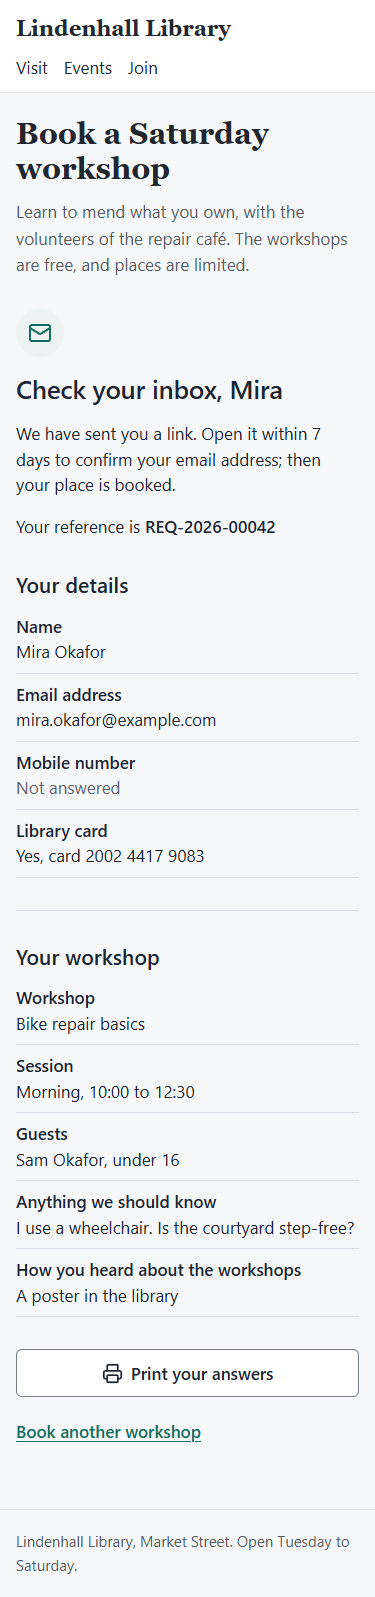 Lindenhall Library
Visit Events Join
Book a Saturday
workshop
Learn to mend what you own, with the
volunteers of the repair café. The workshops
are free, and places are limited.
Check your inbox, Mira
We have sent you a link. Open it within 7
days to confirm your email address; then
your place is booked.
Your reference is REQ-2026-00042
Your details
Name
Mira Okafor
Email address
mira.okafor@example.com
Mobile number
Not answered
Library card
Yes, card 2002 4417 9083
Your workshop
Workshop
Bike repair basics
Session
Morning, 10:00 to 12:30
Guests
Sam Okafor, under 16
Anything we should know
I use a wheelchair. Is the courtyard step-free?
How you heard about the workshops
A poster in the library
Print your answers
Book another workshop
Lindenhall Library, Market Street. Open Tuesday to
Saturday.